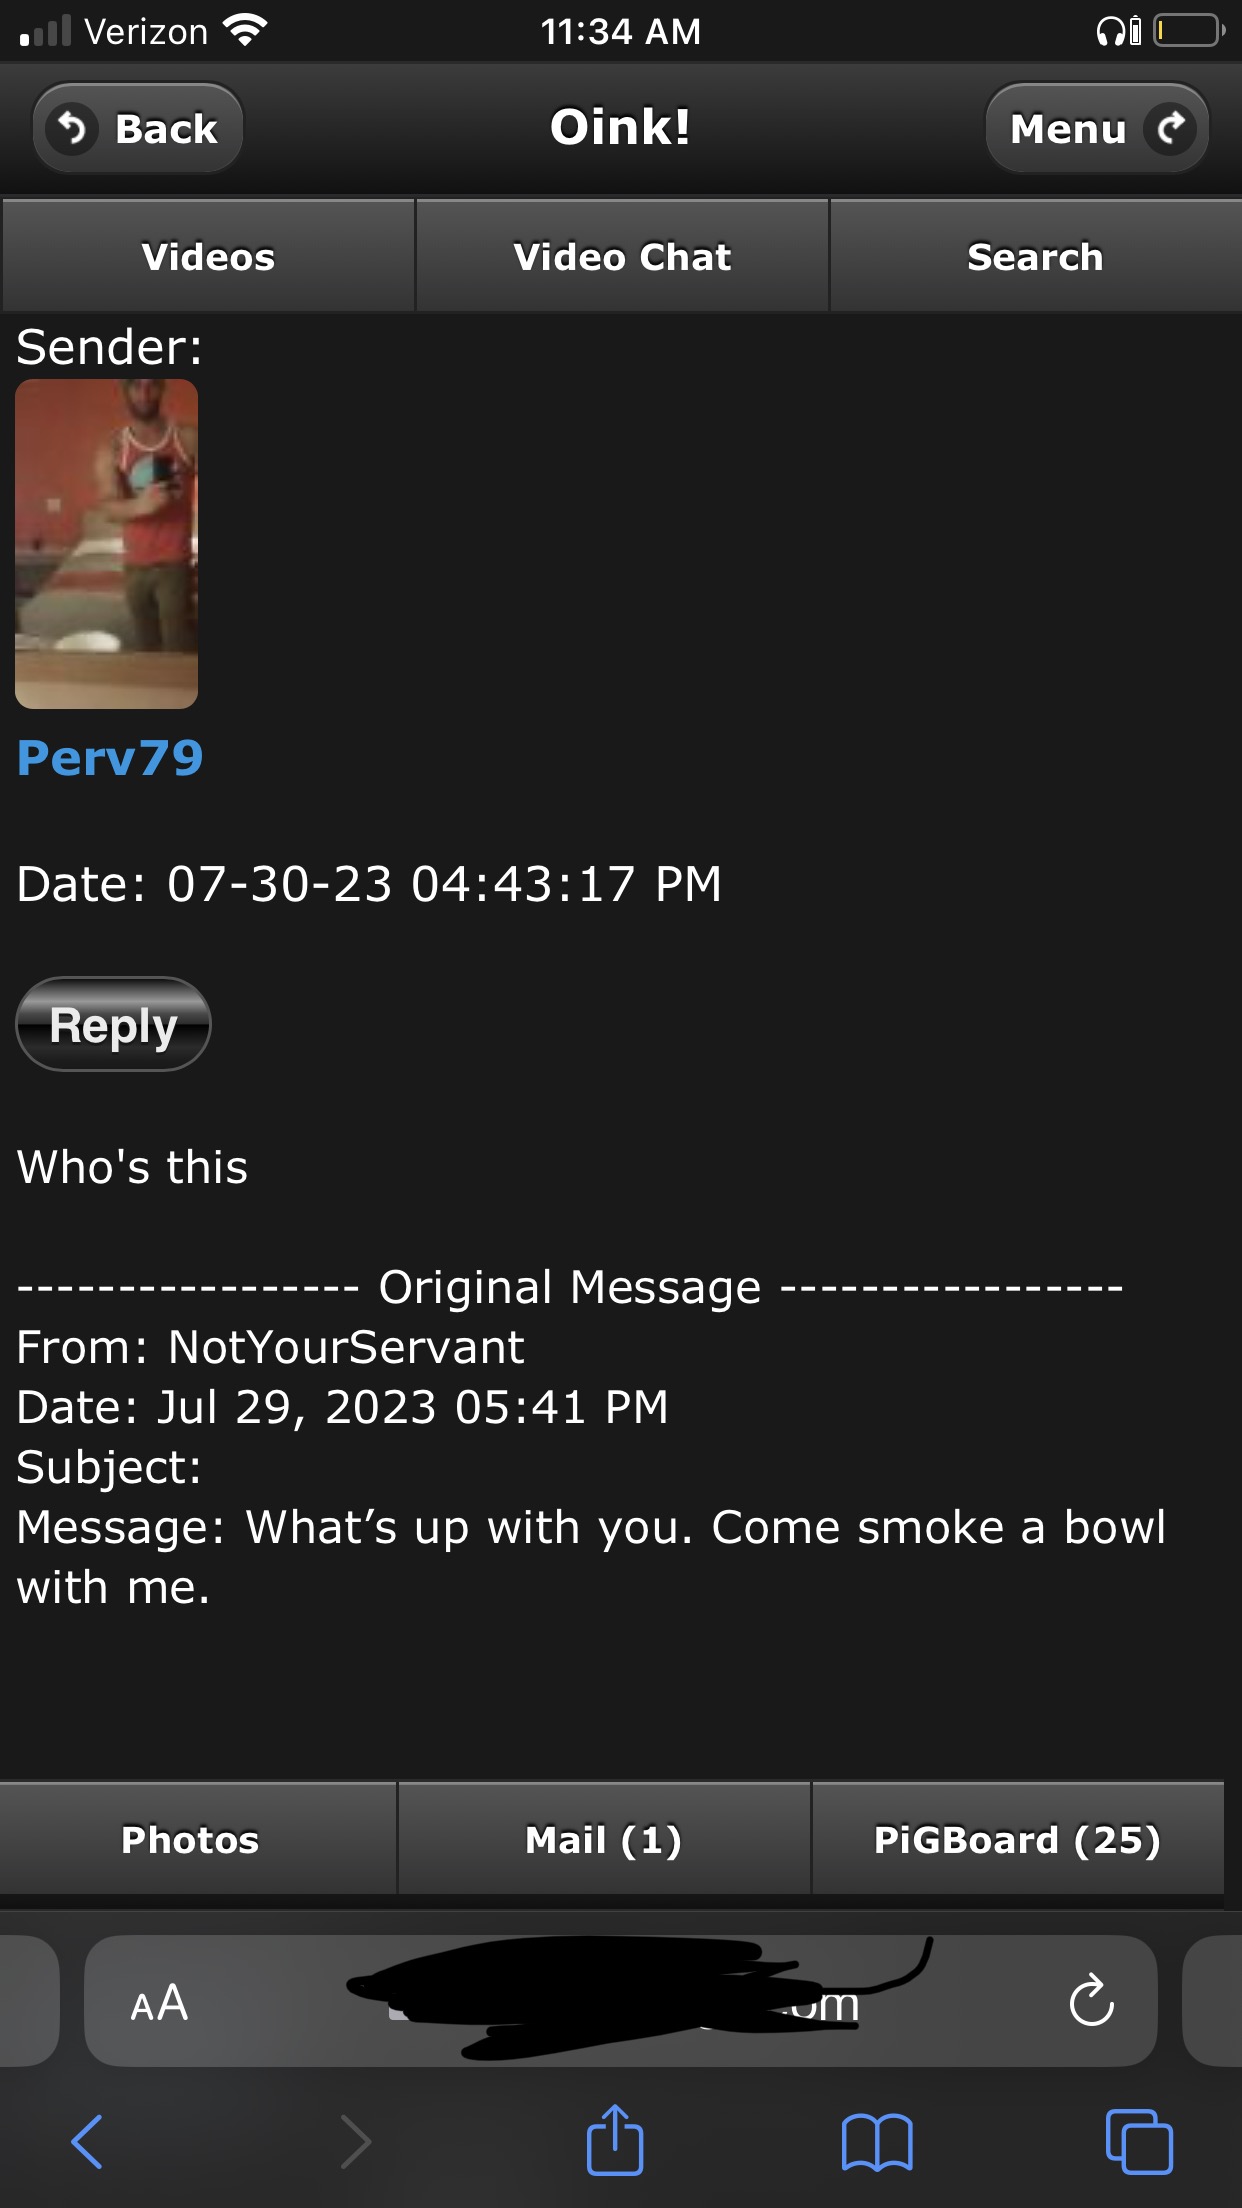 Verizon 11:34 AM
Back Oink! Menu
Videos Video Chat Search
Sender:
Perv79
Date: 07-30-23 04:43:17 PM
Reply
Who's this
----------------- Original Message -----------------
From: NotYourServant
Date: Jul 29, 2023 05:41 PM
Subject:
Message: What’s up with you. Come smoke a bowl
with me.
Photos Mail (1) PiGBoard (25)
AA